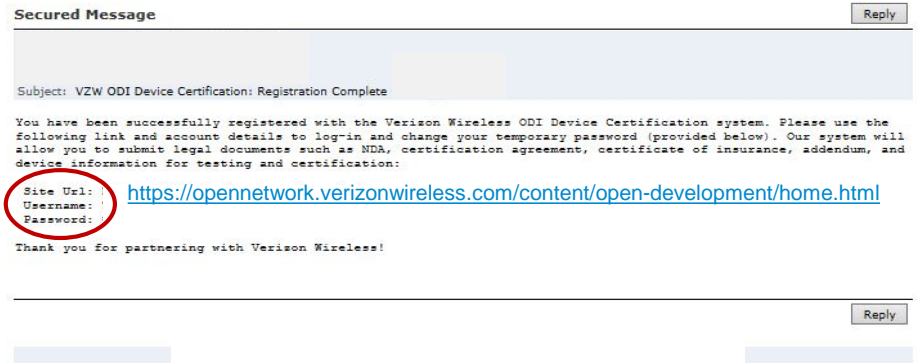 Secured Message
Reply
Subject: VZW ODI Device Certification: Registration Complete
You have been successfully registered with the Verizon Wireless ODI Device Certification system. Please use the
following link and account details to log-in and change your temporary password (provided below). Our system will
allow you to submit legal documents such as NDA, certification agreement, certificate of insurance, addendum, and
device information for testing and certification:
Site Url: https://opennetwork.verizonwireless.com/content/open-development/home.html
Username:
Password:
Thank you for partnering with Verizon Wireless!
Reply